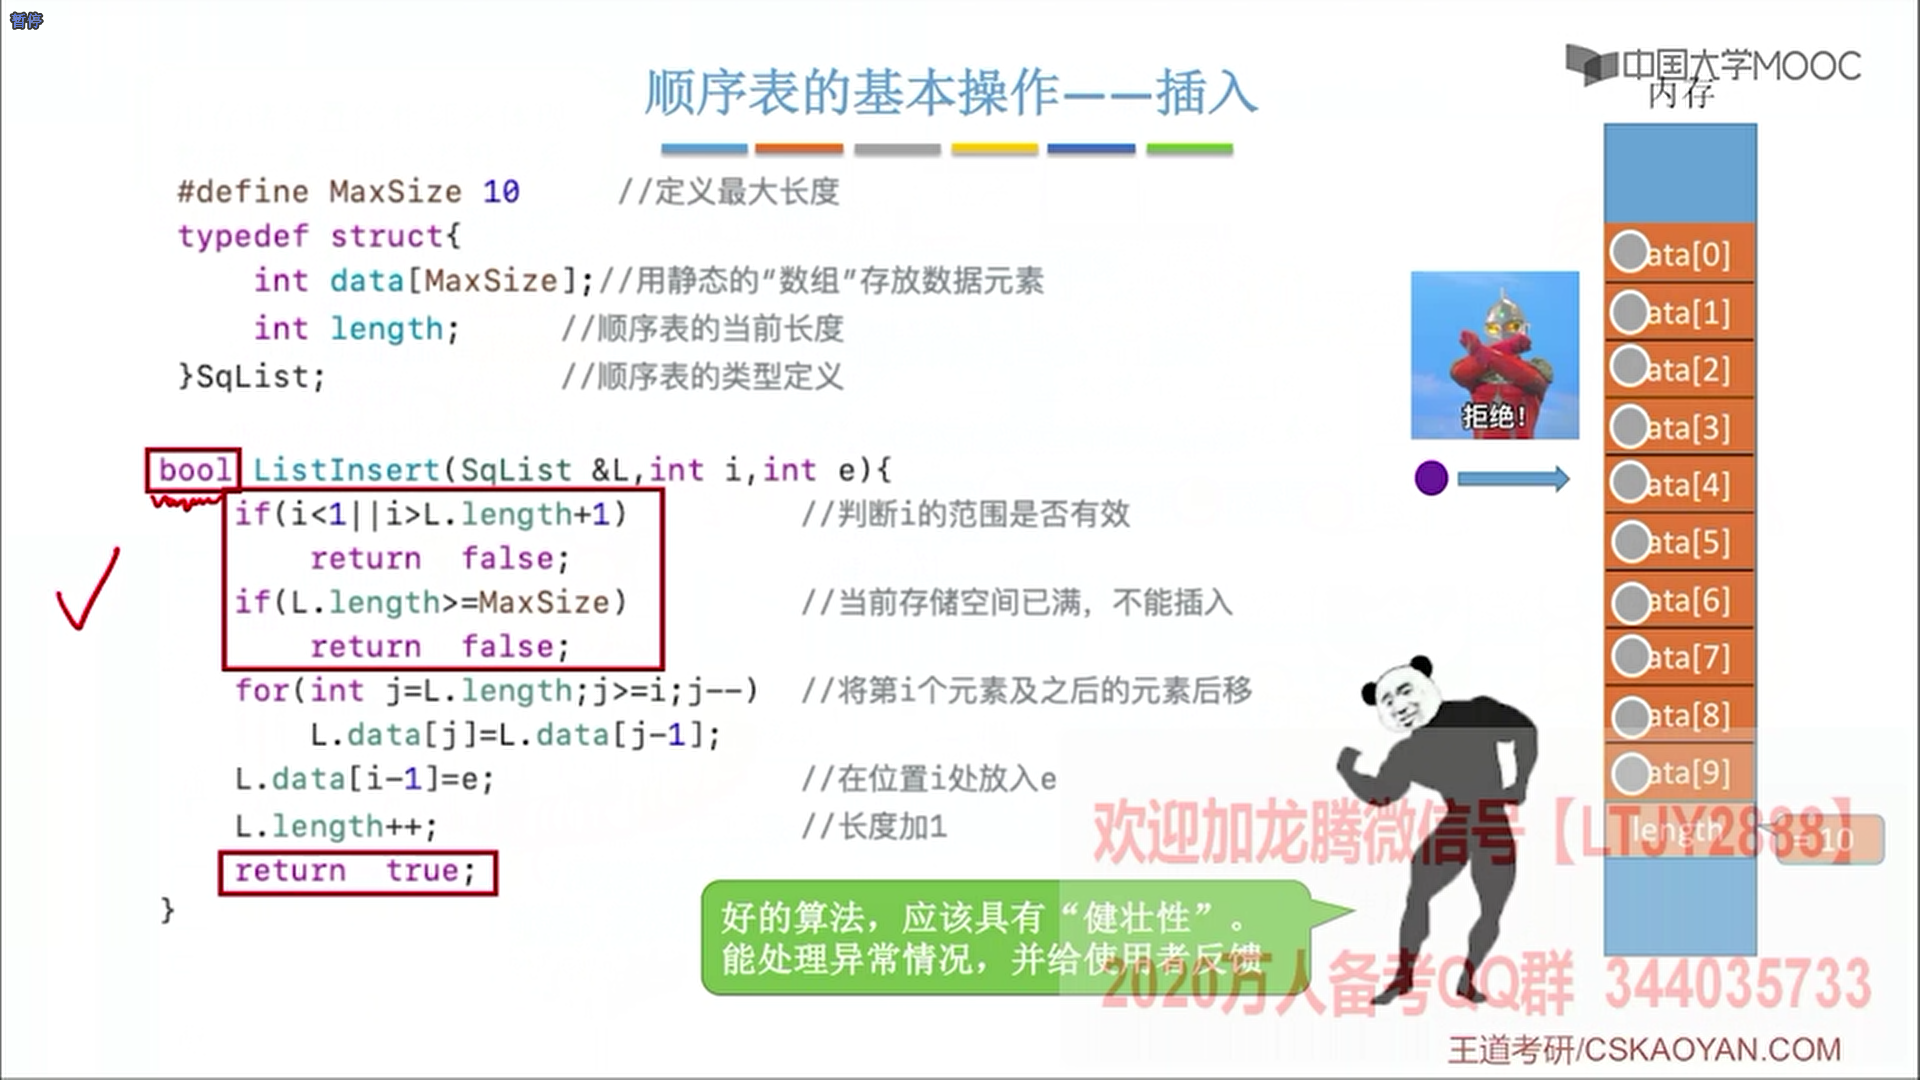 暂停
中国大学MOOC
顺序表的基本操作——插入
内存
#define MaxSize 10 //定义最大长度
typedef struct{
int data[MaxSize];//用静态的“数组”存放数据元素
int length; //顺序表的当前长度
}SqList; //顺序表的类型定义
bool ListInsert(SqList &L,int i,int e){
if(i<1||i>L.length+1) //判断i的范围是否有效
return false;
if(L.length>=MaxSize) //当前存储空间已满，不能插入
return false;
for(int j=L.length;j>=i;j--) //将第i个元素及之后的元素后移
L.data[j]=L.data[j-1];
L.data[i-1]=e; //在位置i处放入e
L.length++; //长度加1
return true;
}
拒绝！
ata[0]
ata[1]
ata[2]
ata[3]
ata[4]
ata[5]
ata[6]
ata[7]
ata[8]
ata[9]
length
= 10
好的算法，应该具有“健壮性”。
能处理异常情况，并给使用者反馈
欢迎加龙腾微信号【LTJY2888】
2020万人备考QQ群 344035733
王道考研/CSKAOYAN.COM